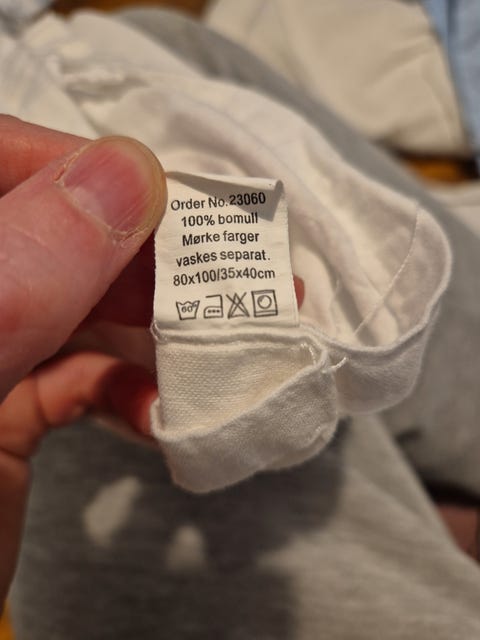 Order No.23060
100% bomull
Mørke farger
vaskes separat.
80x100/35x40cm
60